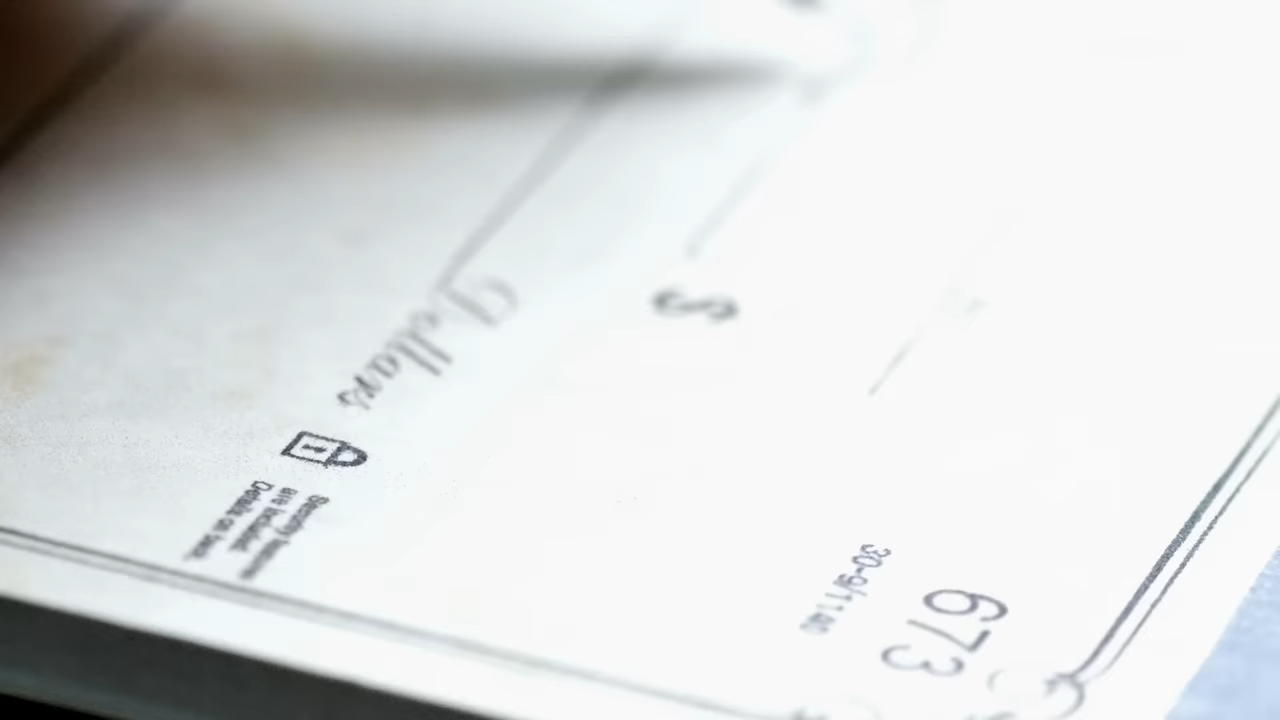 673
30-9/1140
$
Dollars
Security features
are included.
Details on back.